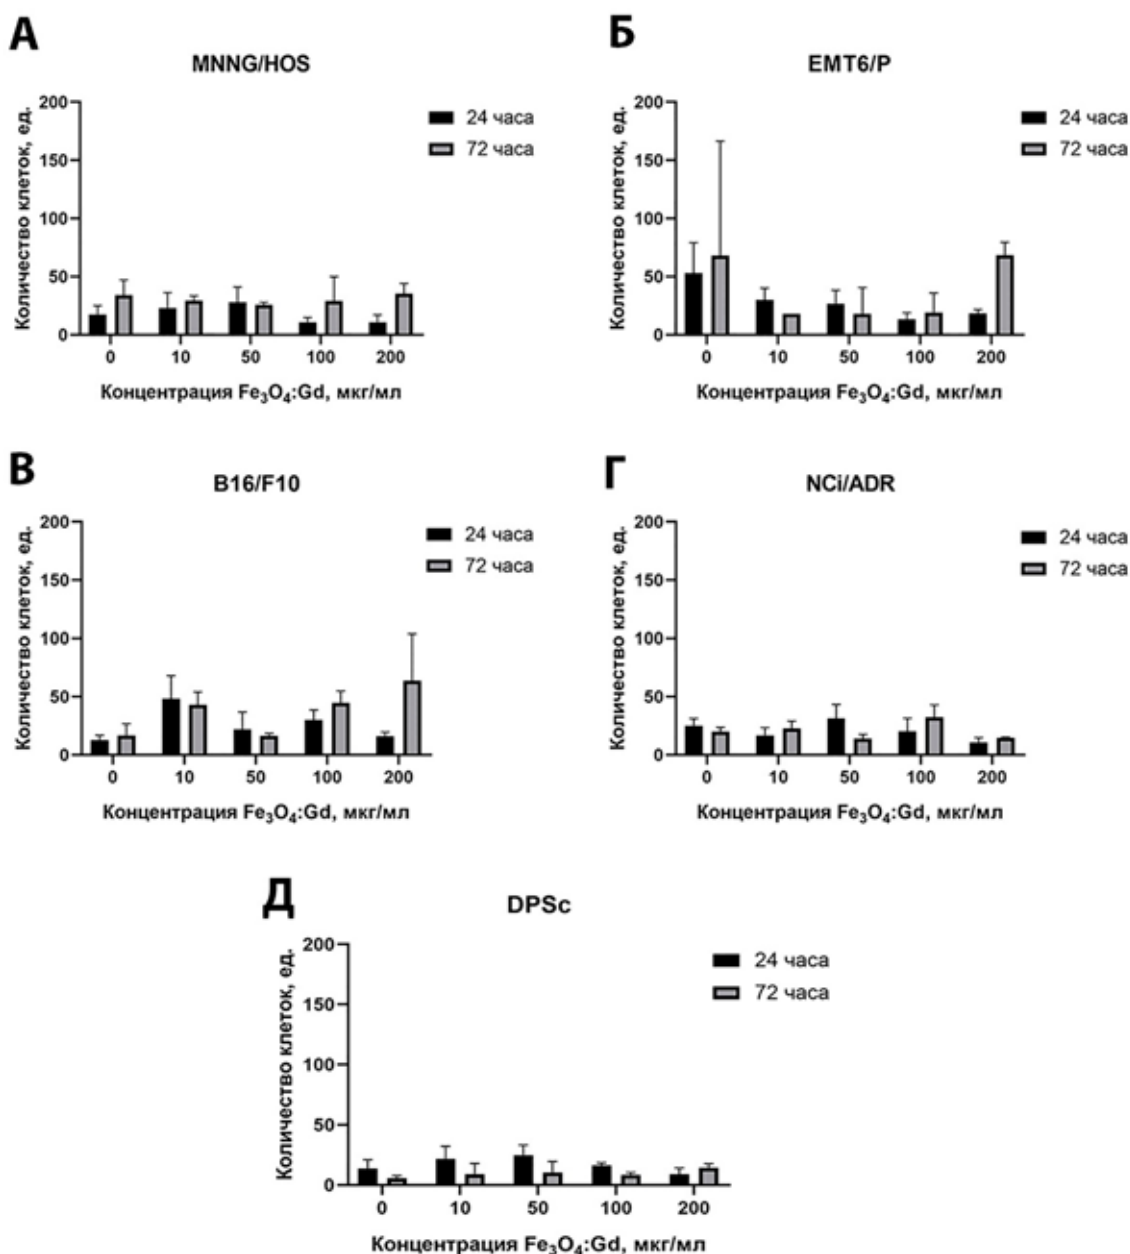 А
MNNG/HOS
Количество клеток, ед.
200
150
100
50
0
24 часа
72 часа
0 10 50 100 200
Концентрация Fe₃O₄:Gd, мкг/мл
Б
EMT6/P
Количество клеток, ед.
200
150
100
50
0
24 часа
72 часа
0 10 50 100 200
Концентрация Fe₃O₄:Gd, мкг/мл
В
B16/F10
Количество клеток, ед.
200
150
100
50
0
24 часа
72 часа
0 10 50 100 200
Концентрация Fe₃O₄:Gd, мкг/мл
Г
NCi/ADR
Количество клеток, ед.
200
150
100
50
0
24 часа
72 часа
0 10 50 100 200
Концентрация Fe₃O₄:Gd, мкг/мл
Д
DPSc
Количество клеток, ед.
200
150
100
50
0
24 часа
72 часа
0 10 50 100 200
Концентрация Fe₃O₄:Gd, мкг/мл